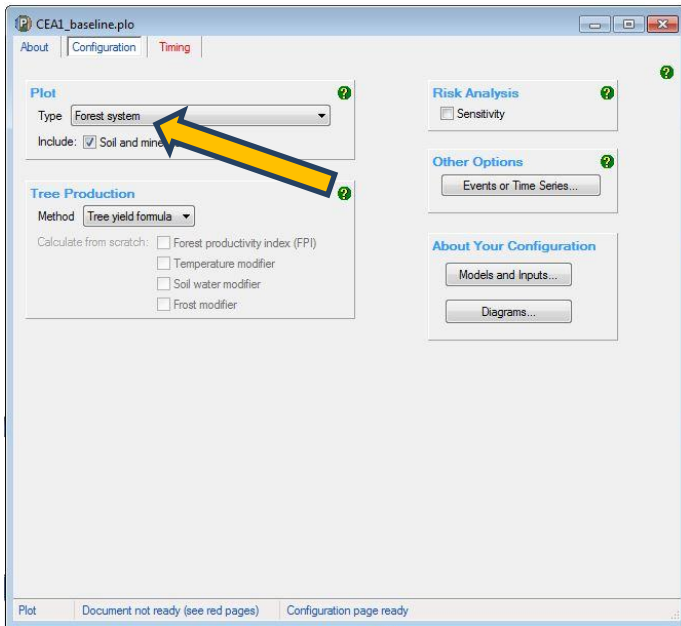 CEA1_baseline.plo
About Configuration Timing
Plot
Type Forest system
Include: Soil and
Tree Production
Method Tree yield formula
Calculate from scratch: Forest productivity index (FPI)
Temperature modifier
Soil water modifier
Frost modifier
Risk Analysis
Sensitivity
Other Options
Events or Time Series...
About Your Configuration
Models and Inputs...
Diagrams...
Plot Document not ready (see red pages) Configuration page ready